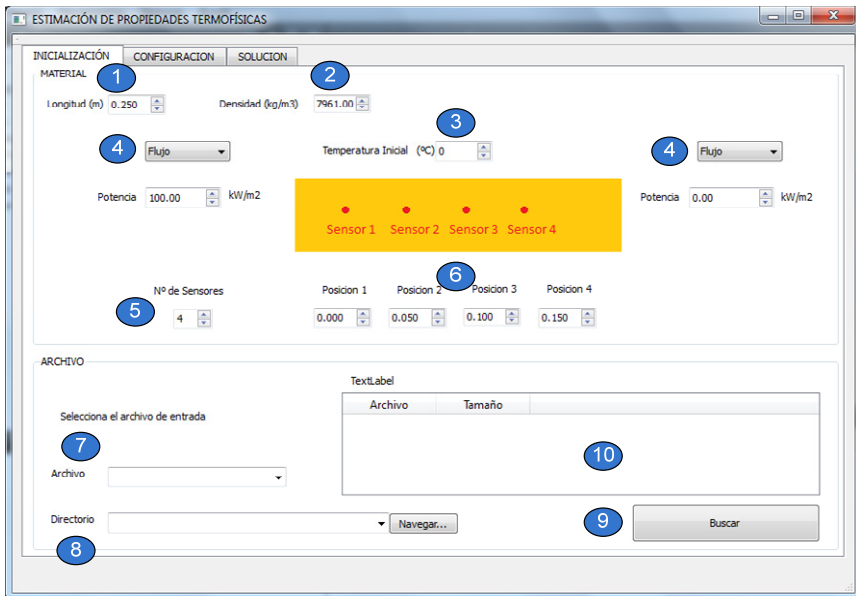 ESTIMACIÓN DE PROPIEDADES TERMOFÍSICAS
INICIALIZACIÓN CONFIGURACION SOLUCION
MATERIAL
1 2
Longitud (m) 0.250 Densidad (kg/m3) 7961.00
3
4 Flujo Temperatura Inicial (ºC) 0 4 Flujo
Potencia 100.00 kW/m2 Potencia 0.00 kW/m2
Sensor 1 Sensor 2 Sensor 3 Sensor 4
6
Nº de Sensores Posicion 1 Posicion 2 Posicion 3 Posicion 4
5 4 0.000 0.050 0.100 0.150
ARCHIVO
TextLabel
Archivo Tamaño
Selecciona el archivo de entrada
7 10
Archivo
Directorio Navegar... 9 Buscar
8